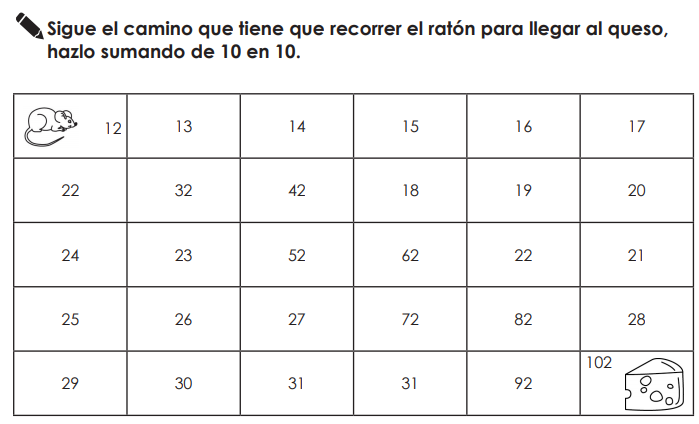 Sigue el camino que tiene que recorrer el ratón para llegar al queso,
hazlo sumando de 10 en 10.
12 13 14 15 16 17
22 32 42 18 19 20
24 23 52 62 22 21
25 26 27 72 82 28
29 30 31 31 92 102